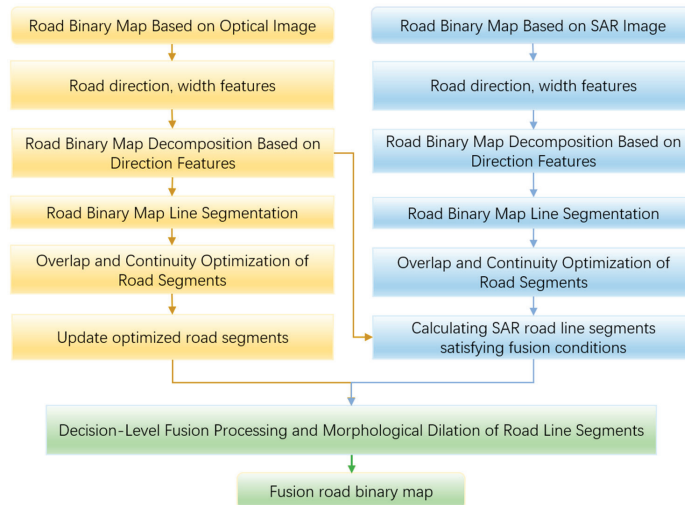 Road Binary Map Based on Optical Image
Road direction, width features
Road Binary Map Decomposition Based on
Direction Features
Road Binary Map Line Segmentation
Overlap and Continuity Optimization of
Road Segments
Update optimized road segments
Road Binary Map Based on SAR Image
Road direction, width features
Road Binary Map Decomposition Based on
Direction Features
Road Binary Map Line Segmentation
Overlap and Continuity Optimization of
Road Segments
Calculating SAR road line segments
satisfying fusion conditions
Decision-Level Fusion Processing and Morphological Dilation of Road Line Segments
Fusion road binary map